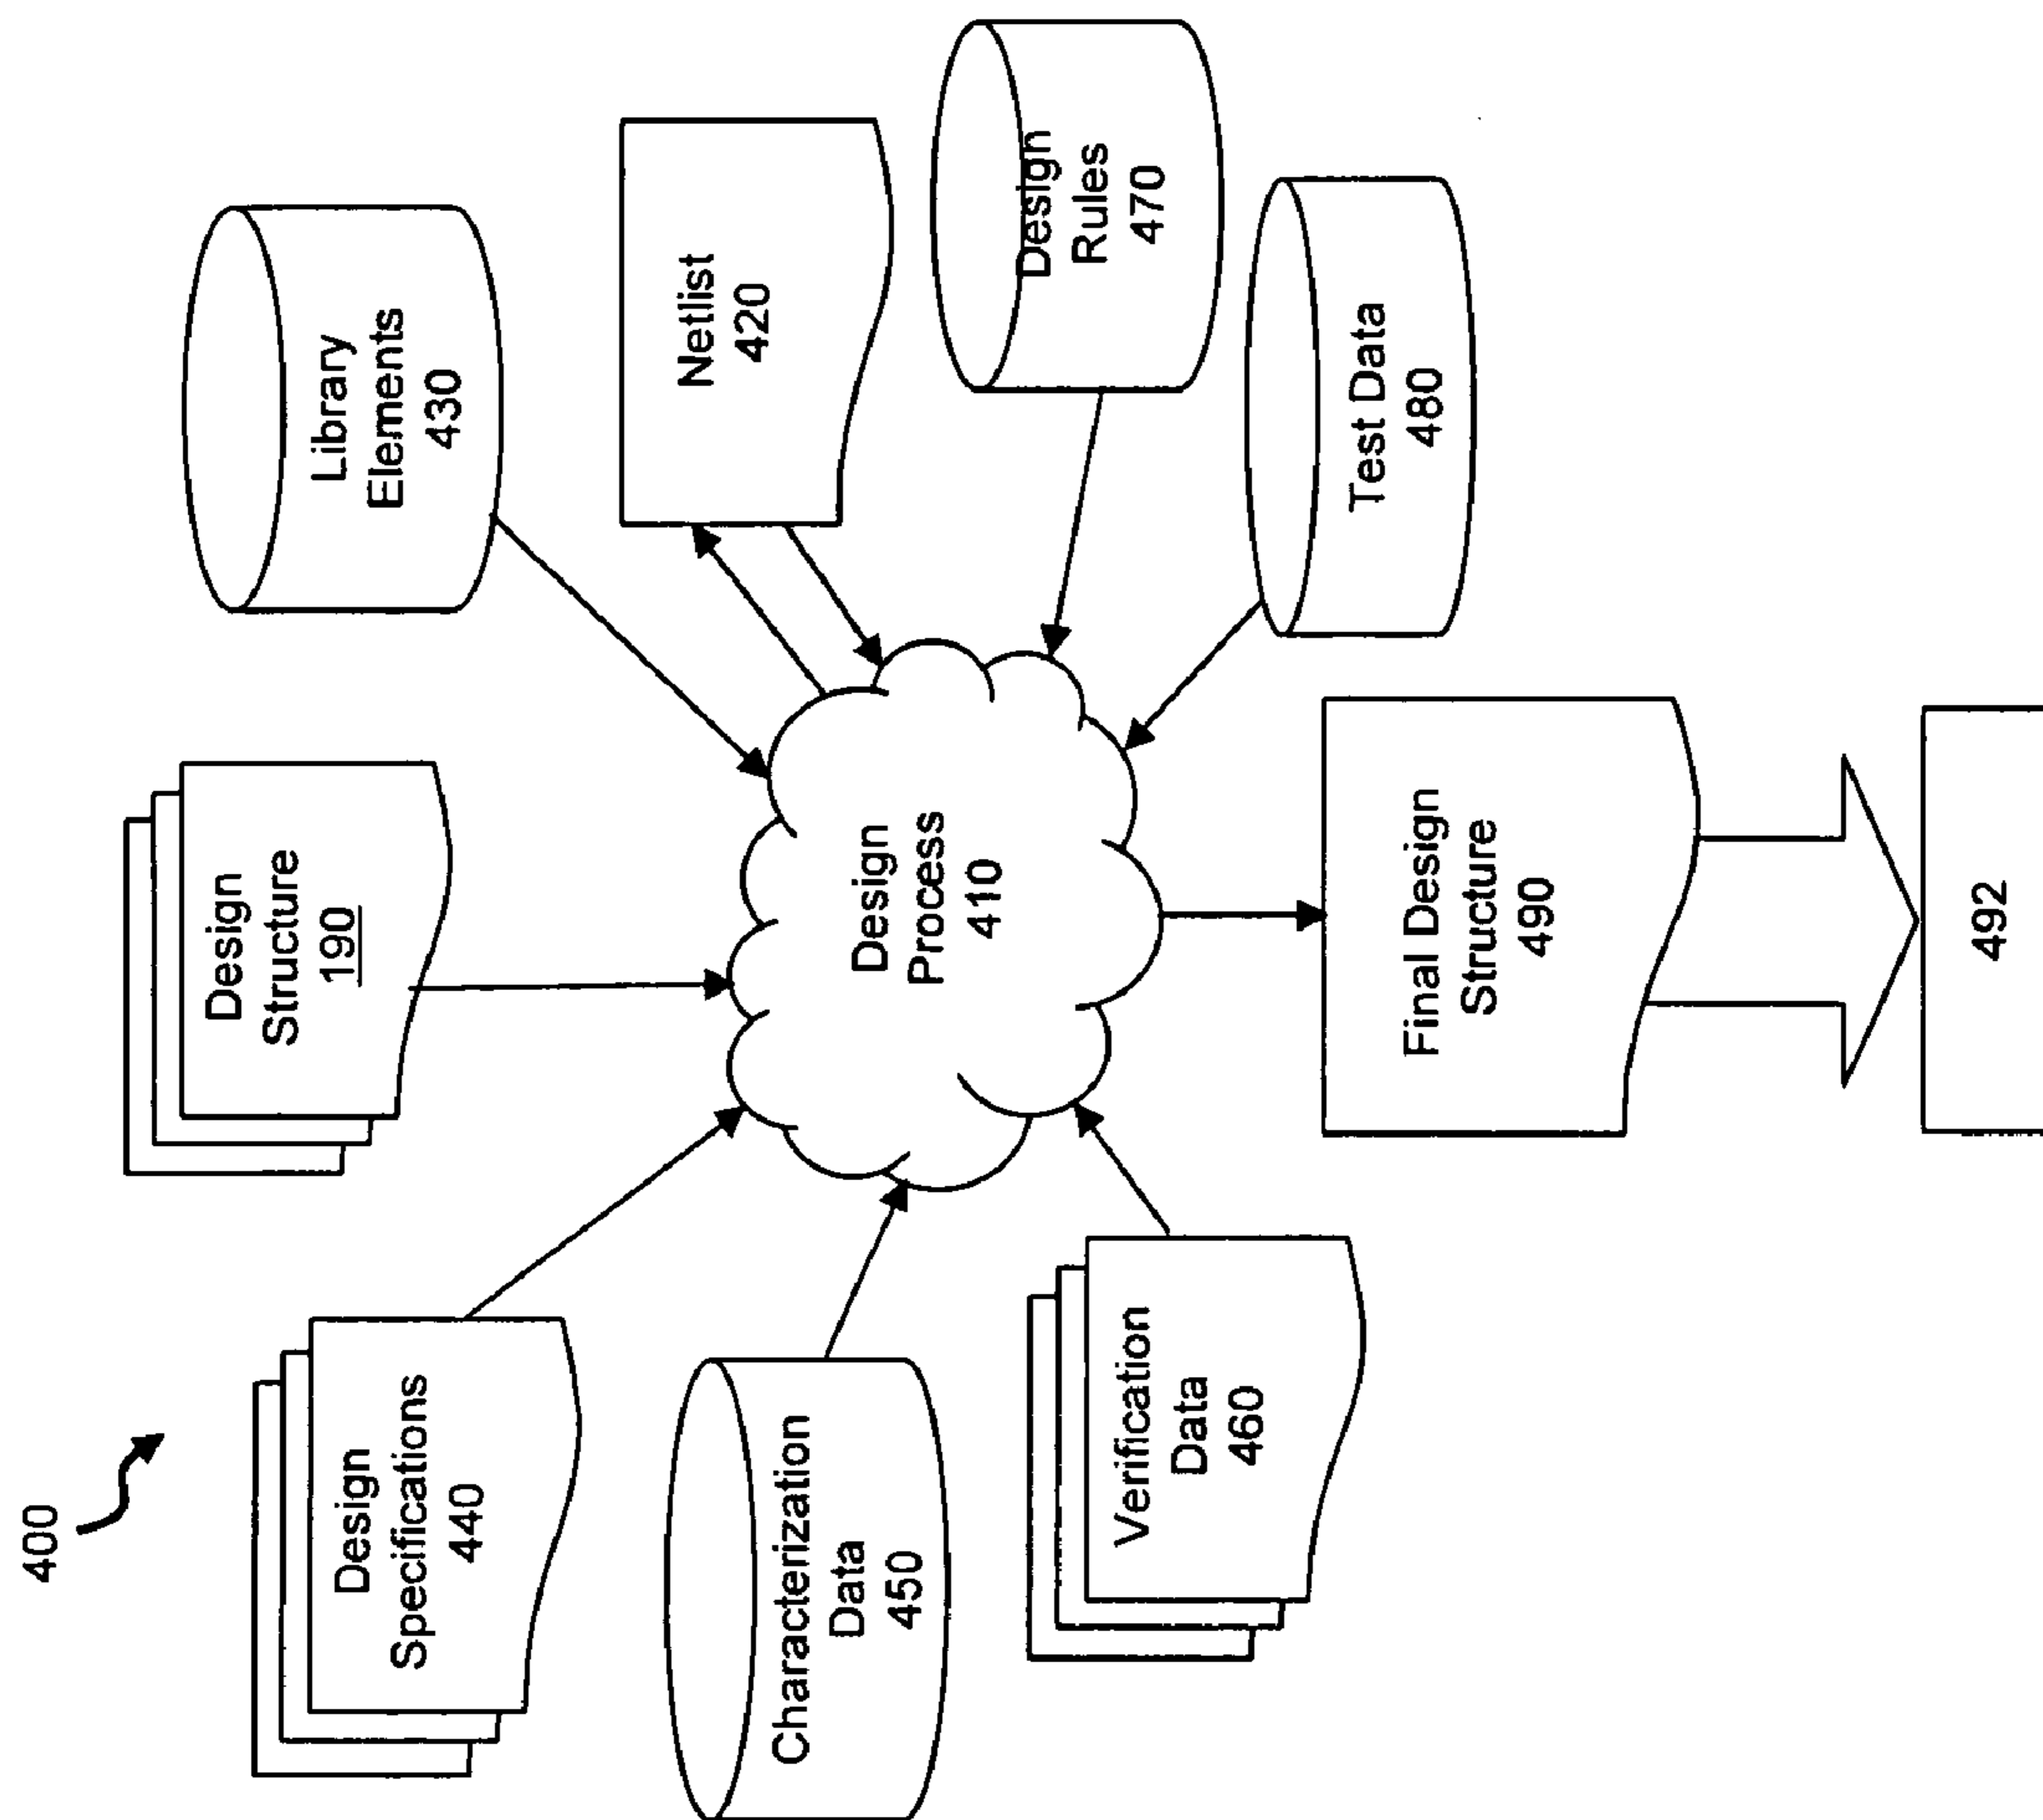 400
Design
Structure
190
Library
Elements
430
Design
Specifications
440
Netlist
420
Characterization
Data
450
Design
Process
410
Design
Rules
470
Verification
Data
460
Test Data
480
Final Design
Structure
490
492